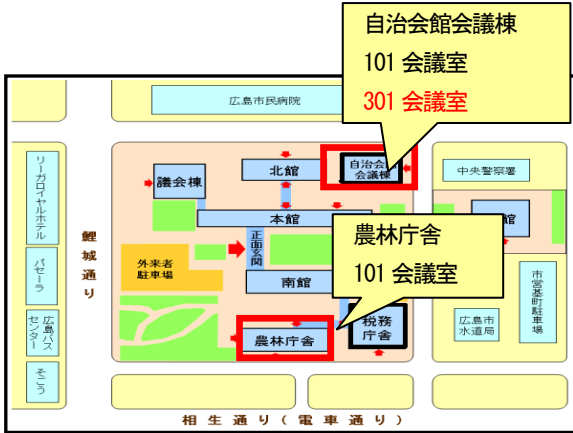 自治会館会議棟
101 会議室
301 会議室
広島市民病院
リーガロイヤルホテル
パセーラ
広島バスセンター
そごう
鯉城通り
議会棟
北館
自治会館
会議棟
本館
正面玄関
外来者
駐車場
南館
農林庁舎
101 会議室
農林庁舎
税務
庁舎
中央警察署
館
広島市
水道局
市営基町駐車場
相生通り(電車通り)